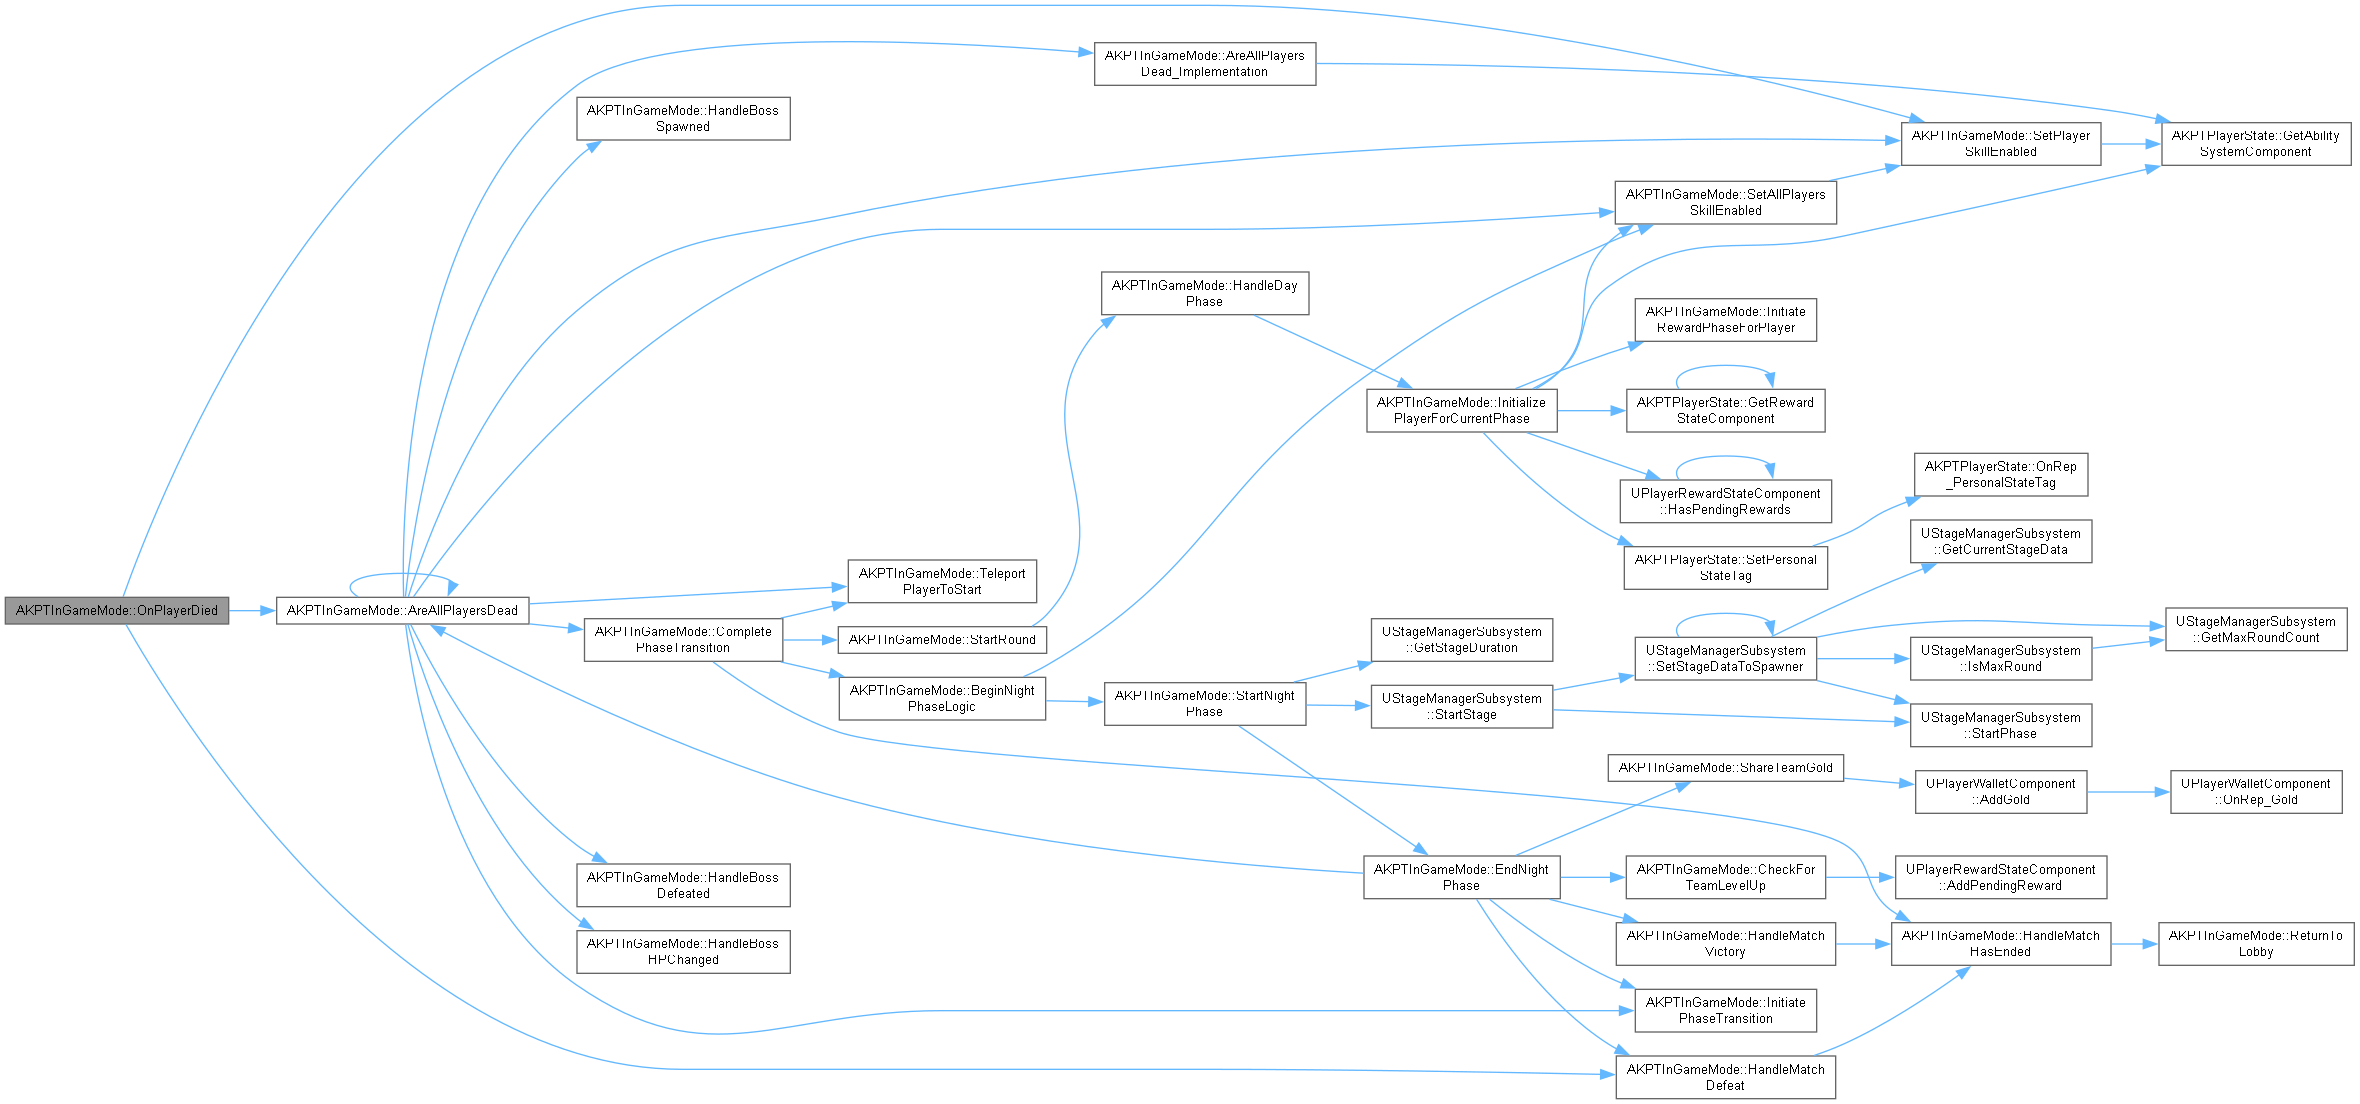 AKPTInGameMode::OnPlayerDied
AKPTInGameMode::AreAllPlayersDead
AKPTInGameMode::AreAllPlayers
Dead_Implementation
AKPTInGameMode::HandleBoss
Spawned
AKPTInGameMode::SetPlayer
SkillEnabled
AKPTPlayerState::GetAbility
SystemComponent
AKPTInGameMode::SetAllPlayers
SkillEnabled
AKPTInGameMode::HandleDay
Phase
AKPTInGameMode::Initiate
RewardPhaseForPlayer
AKPTInGameMode::Initialize
PlayerForCurrentPhase
AKPTPlayerState::GetReward
StateComponent
UPlayerRewardStateComponent
::HasPendingRewards
AKPTPlayerState::OnRep
_PersonalStateTag
AKPTPlayerState::SetPersonal
StateTag
UStageManagerSubsystem
::GetCurrentStageData
AKPTInGameMode::Teleport
PlayerToStart
AKPTInGameMode::Complete
PhaseTransition
AKPTInGameMode::StartRound
AKPTInGameMode::BeginNight
PhaseLogic
UStageManagerSubsystem
::GetStageDuration
AKPTInGameMode::StartNight
Phase
UStageManagerSubsystem
::StartStage
UStageManagerSubsystem
::SetStageDataToSpawner
UStageManagerSubsystem
::IsMaxRound
UStageManagerSubsystem
::GetMaxRoundCount
UStageManagerSubsystem
::StartPhase
AKPTInGameMode::ShareTeamGold
UPlayerWalletComponent
::AddGold
UPlayerWalletComponent
::OnRep_Gold
AKPTInGameMode::EndNight
Phase
AKPTInGameMode::CheckFor
TeamLevelUp
UPlayerRewardStateComponent
::AddPendingReward
AKPTInGameMode::HandleBoss
Defeated
AKPTInGameMode::HandleBoss
HPChanged
AKPTInGameMode::HandleMatch
Victory
AKPTInGameMode::HandleMatch
HasEnded
AKPTInGameMode::ReturnTo
Lobby
AKPTInGameMode::Initiate
PhaseTransition
AKPTInGameMode::HandleMatch
Defeat